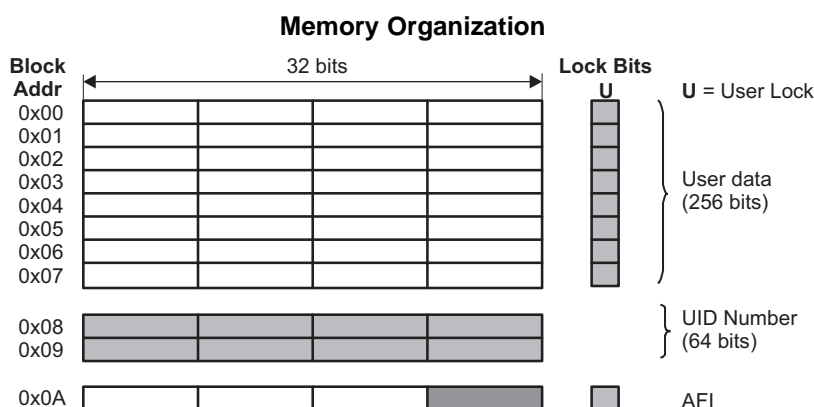 Memory Organization
Block Addr
32 bits
Lock Bits
U
U = User Lock
0x00
0x01
0x02
0x03
0x04
0x05
0x06
0x07
User data
(256 bits)
0x08
0x09
UID Number
(64 bits)
0x0A
AFI